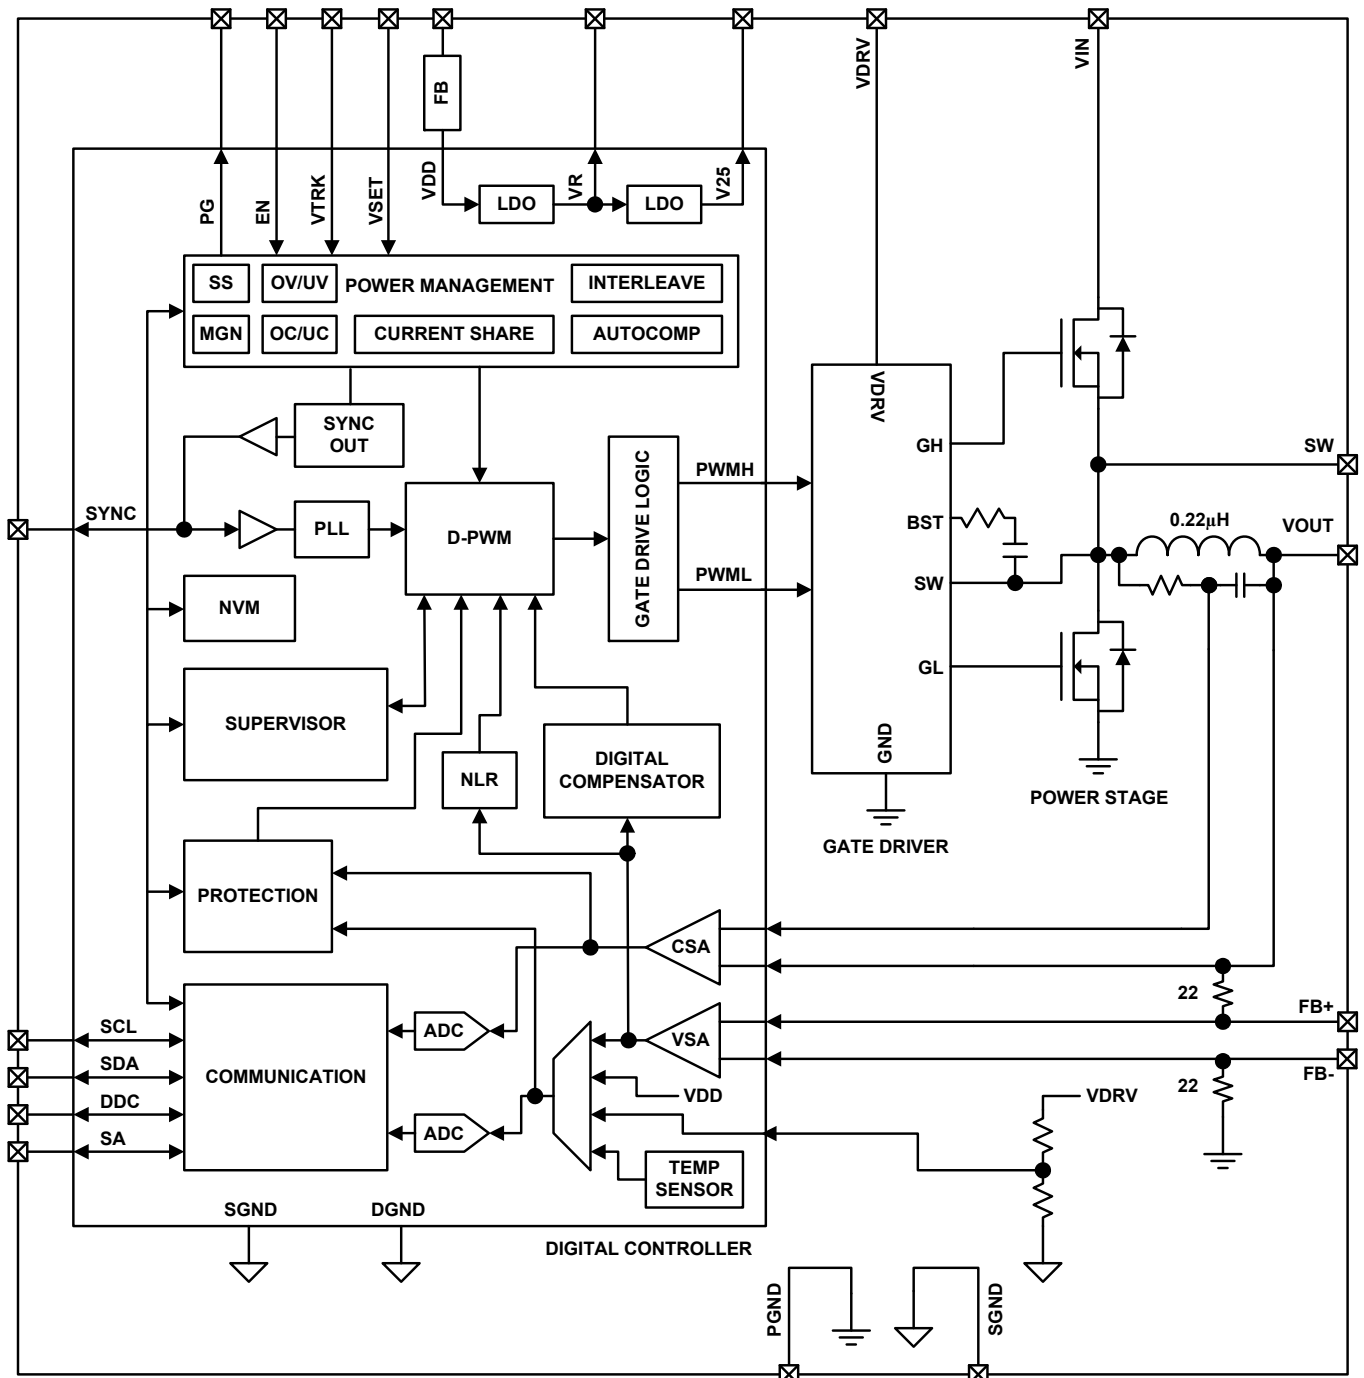 VDRV
VIN
FB
PG
EN
VTRK
VSET
VDD
VR
V25
LDO
LDO
SS
OV/UV
POWER MANAGEMENT
INTERLEAVE
MGN
OC/UC
CURRENT SHARE
AUTOCOMP
SYNC
OUT
SYNC
PLL
D-PWM
GATE DRIVE LOGIC
PWMH
PWML
VDRV
GH
BST
SW
GL
GND
GATE DRIVER
SW
0.22µH
VOUT
POWER STAGE
NVM
SUPERVISOR
NLR
DIGITAL
COMPENSATOR
PROTECTION
CSA
22
FB+
VSA
FB-
22
SCL
SDA
DDC
SA
COMMUNICATION
ADC
ADC
VDD
VDRV
TEMP
SENSOR
SGND
DGND
DIGITAL CONTROLLER
PGND
SGND